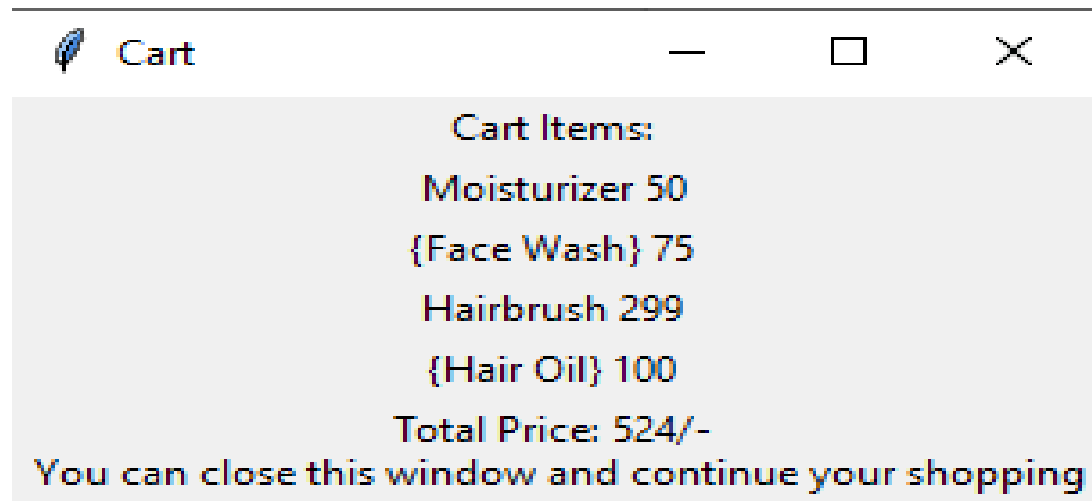 Cart
Cart Items:
Moisturizer 50
{Face Wash} 75
Hairbrush 299
{Hair Oil} 100
Total Price: 524/-
You can close this window and continue your shopping